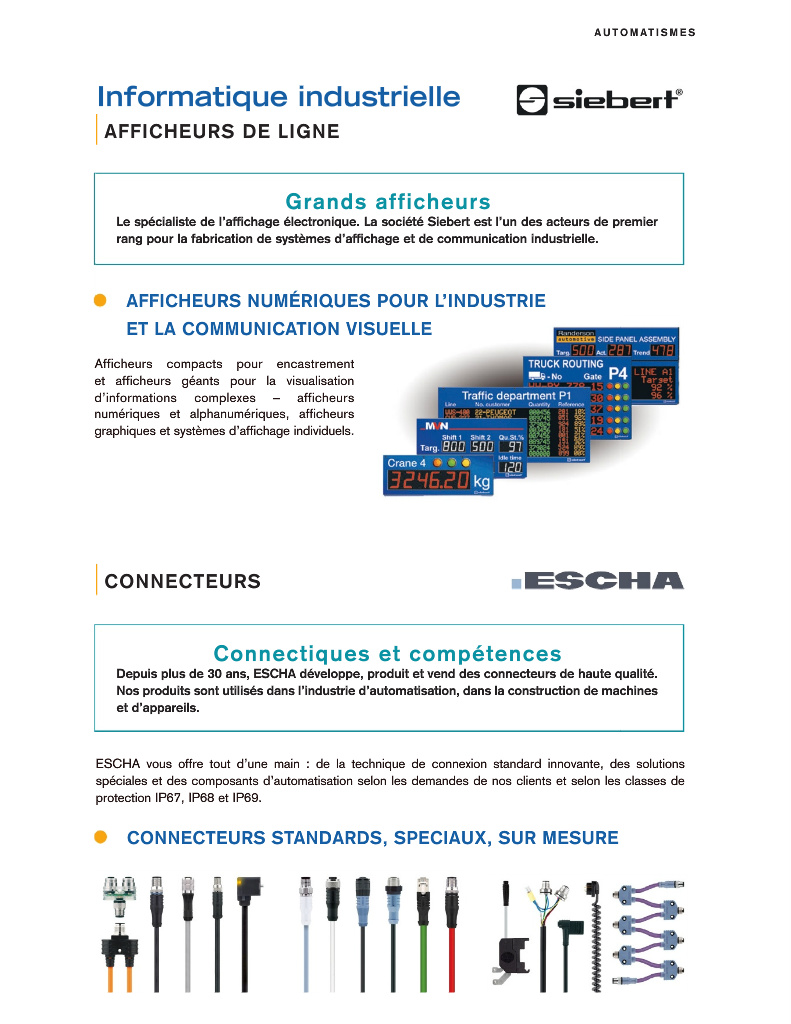 AUTOMATISMES
Informatique industrielle
siebert®
AFFICHEURS DE LIGNE
Grands afficheurs
Le spécialiste de l'affichage électronique. La société Siebert est l'un des acteurs de premier
rang pour la fabrication de systèmes d'affichage et de communication industrielle.
AFFICHEURS NUMÉRIQUES POUR L'INDUSTRIE
ET LA COMMUNICATION VISUELLE
Afficheurs compacts pour encastrement
et afficheurs géants pour la visualisation
d'informations complexes – afficheurs
numériques et alphanumériques, afficheurs
graphiques et systèmes d'affichage individuels.
Randerson
automotive SIDE PANEL ASSEMBLY
Targ. 500 Act. 287 Trend 478
TRUCK ROUTING
- No Gate P4
LINE A1
Target
92 %
96 %
Traffic department P1
Line No. customer Quantity Reference
MVN
Shift 1 Shift 2 Qu.St.%
Targ. 800 500 97
Idle time
120
Crane 4
3246.20 kg
CONNECTEURS
ESCHA
Connectiques et compétences
Depuis plus de 30 ans, ESCHA développe, produit et vend des connecteurs de haute qualité.
Nos produits sont utilisés dans l'industrie d'automatisation, dans la construction de machines
et d'appareils.
ESCHA vous offre tout d'une main : de la technique de connexion standard innovante, des solutions
spéciales et des composants d'automatisation selon les demandes de nos clients et selon les classes de
protection IP67, IP68 et IP69.
CONNECTEURS STANDARDS, SPECIAUX, SUR MESURE